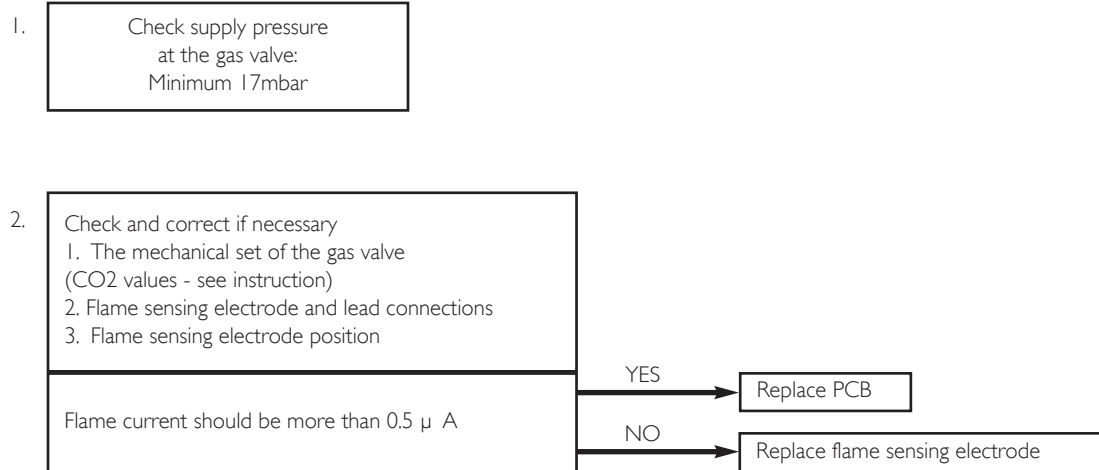 1.
Check supply pressure
at the gas valve:
Minimum 17mbar
2.
Check and correct if necessary
1. The mechanical set of the gas valve
(CO2 values - see instruction)
2. Flame sensing electrode and lead connections
3. Flame sensing electrode position
Flame current should be more than 0.5 µ A
YES
Replace PCB
NO
Replace flame sensing electrode